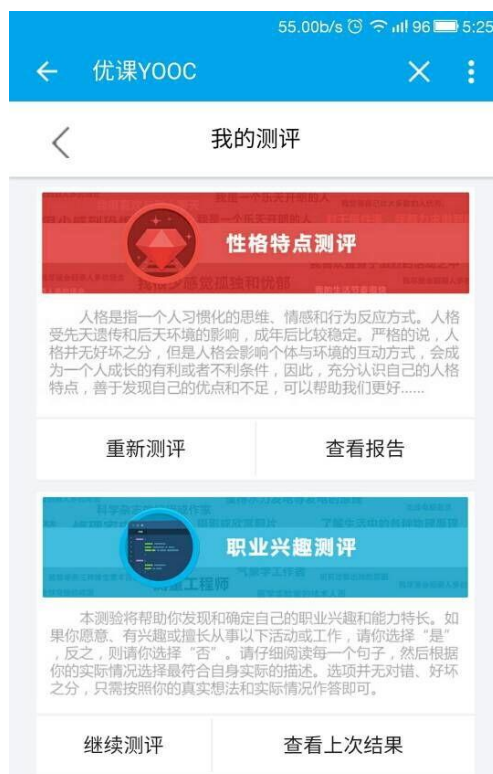 55.00b/s 96 5:25
优课YOOC
我的测评
性格特点测评
人格是指一个人习惯化的思维、情感和行为反应方式。人格
受先天遗传和后天环境的影响，成年后比较稳定。严格的说，人
格并无好坏之分，但是人格会影响个体与环境的互动方式，会成
为一个人成长的有利或者不利条件，因此，充分认识自己的人格
特点，善于发现自己的优点和不足，可以帮助我们更好......
重新测评 查看报告
职业兴趣测评
本测验将帮助你发现和确定自己的职业兴趣和能力特长。如
果你愿意、有兴趣或擅长从事以下活动或工作，请你选择“是”
，反之，则请你选择“否”。请仔细阅读每一个句子，然后根据
你的实际情况选择最符合自身实际的描述。选项并无对错、好坏
之分，只需按照你的真实想法和实际情况作答即可。
继续测评 查看上次结果